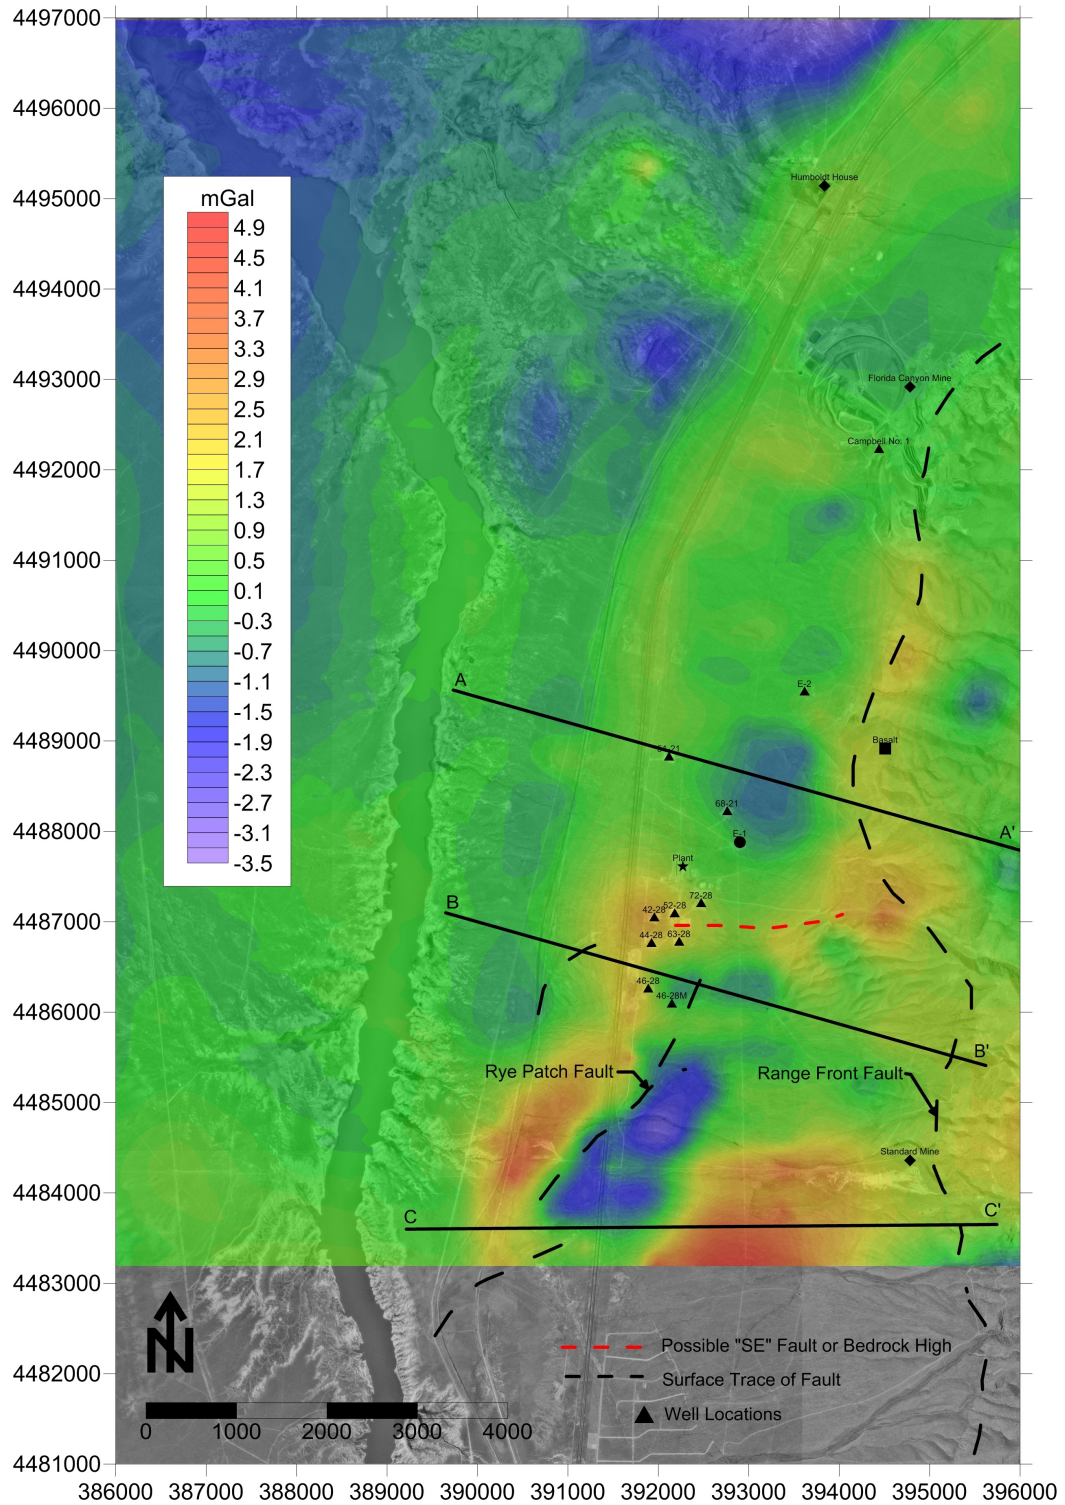 4497000
4496000
4495000
4494000
4493000
4492000
4491000
4490000
4489000
4488000
4487000
4486000
4485000
4484000
4483000
4482000
4481000
mGal
4.9
4.5
4.1
3.7
3.3
2.9
2.5
2.1
1.7
1.3
0.9
0.5
0.1
-0.3
-0.7
-1.1
-1.5
-1.9
-2.3
-2.7
-3.1
-3.5
Humboldt House
Florida Canyon Mine
Campbell No. 1
E-2
A
Basalt
68-21
E-1
A'
Plant
72-28
52-28
42-28
B
44-28
63-28
46-28
46-28M
B'
Rye Patch Fault
Range Front Fault
Standard Mine
C
C'
N
Possible "SE" Fault or Bedrock High
Surface Trace of Fault
Well Locations
0 1000 2000 3000 4000
386000 387000 388000 389000 390000 391000 392000 393000 394000 395000 396000